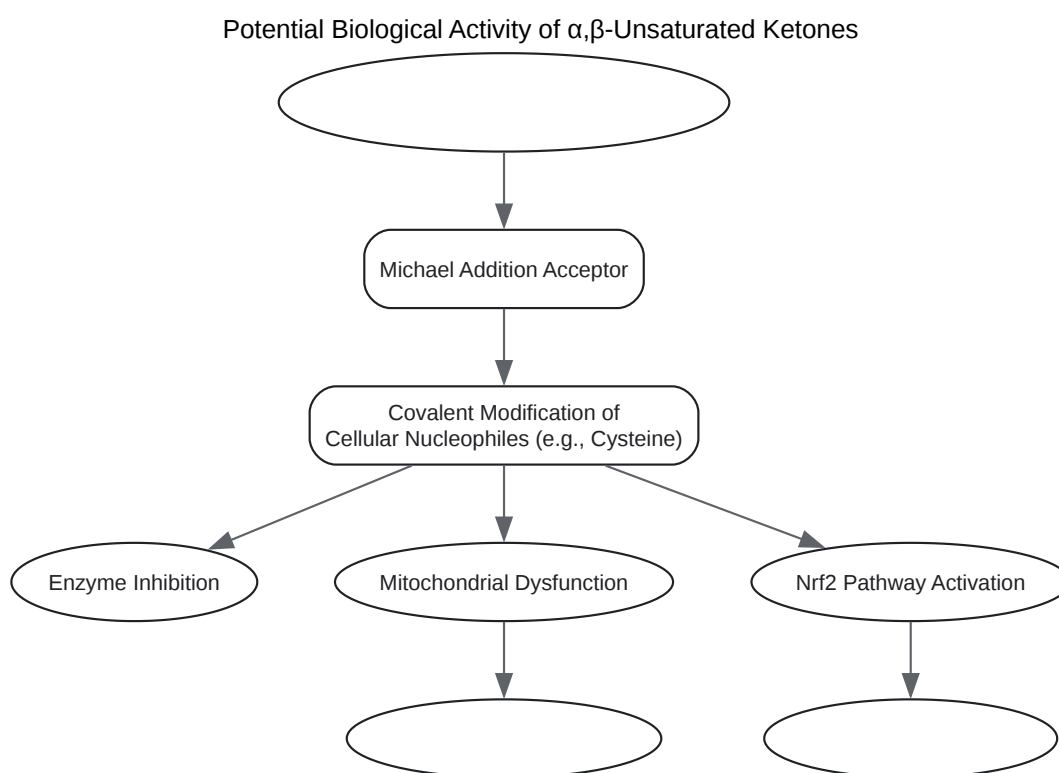 Potential Biological Activity of α,β-Unsaturated Ketones
Michael Addition Acceptor
Covalent Modification of
Cellular Nucleophiles (e.g., Cysteine)
Enzyme Inhibition
Mitochondrial Dysfunction
Nrf2 Pathway Activation